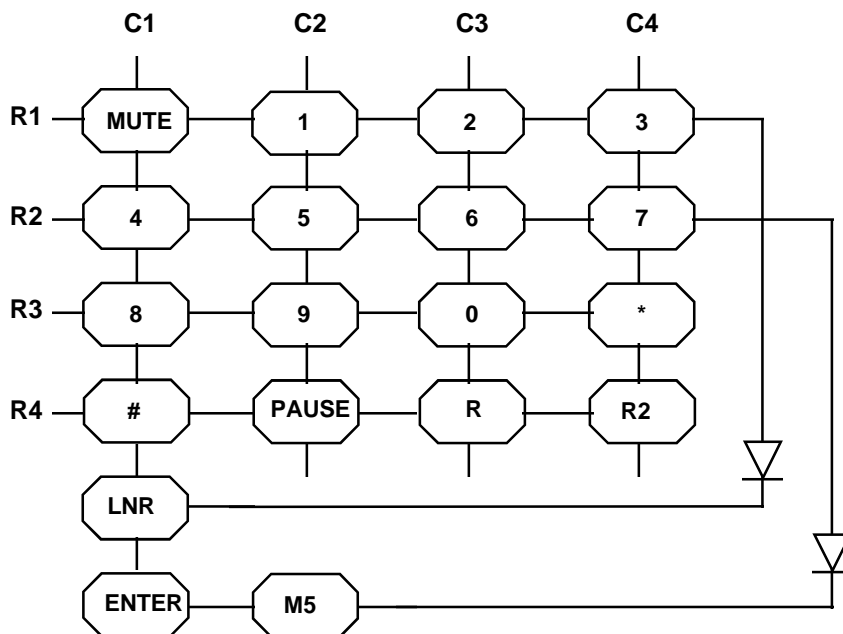 C1 C2 C3 C4
R1 MUTE 1 2 3
R2 4 5 6 7
R3 8 9 0 *
R4 # PAUSE R R2
LNR
ENTER M5